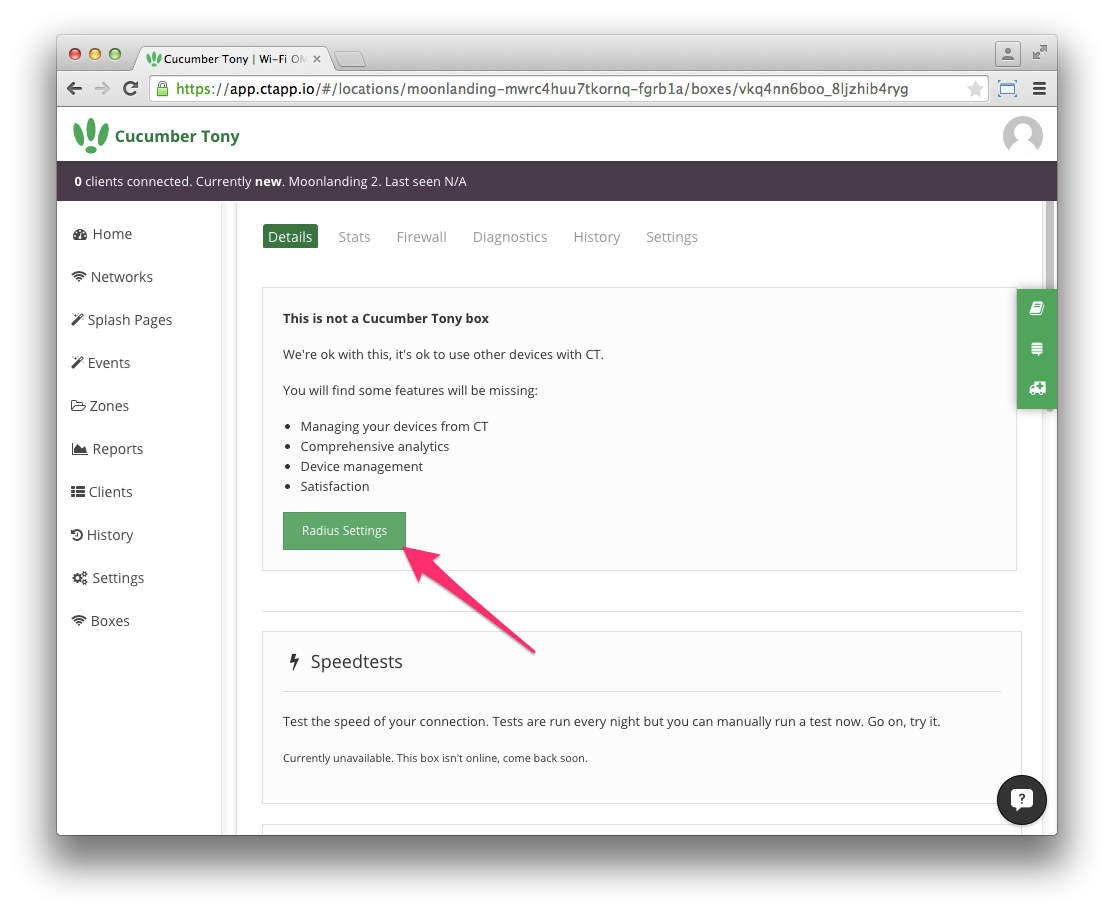 Cucumber Tony | Wi-Fi
https://app.ctapp.io/#/locations/moonlanding-mwrc4huu7tkornq-fgrb1a/boxes/vkq4nn6boo_8ljzhib4ryg
Cucumber Tony
0 clients connected. Currently new. Moonlanding 2. Last seen N/A
Home
Networks
Splash Pages
Events
Zones
Reports
Clients
History
Settings
Boxes
Details Stats Firewall Diagnostics History Settings
This is not a Cucumber Tony box
We're ok with this, it's ok to use other devices with CT.
You will find some features will be missing:
Managing your devices from CT
Comprehensive analytics
Device management
Satisfaction
Radius Settings
Speedtests
Test the speed of your connection. Tests are run every night but you can manually run a test now. Go on, try it.
Currently unavailable. This box isn't online, come back soon.